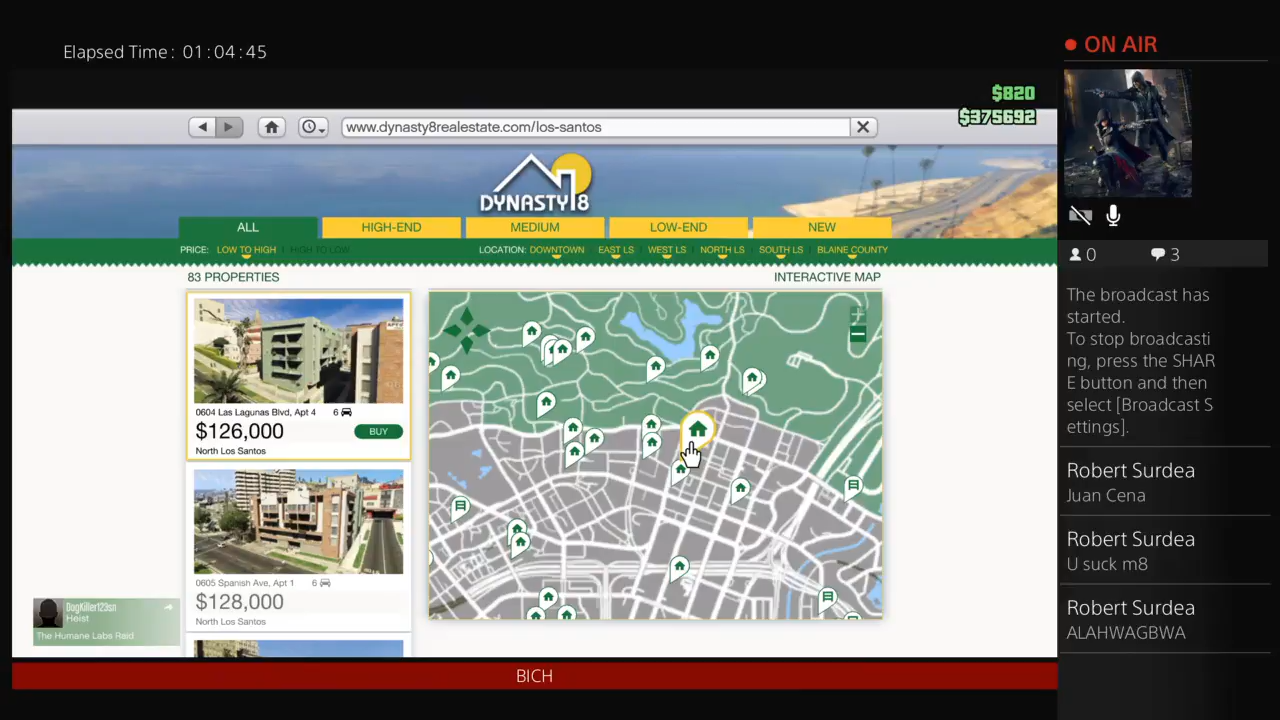 Elapsed Time: 01:04:45
ON AIR
$820
$375692
www.dynasty8realestate.com/los-santos
DYNASTY8
ALL
HIGH-END
MEDIUM
LOW-END
NEW
PRICE: LOW TO HIGH | HIGH TO LOW
LOCATION: DOWNTOWN EAST LS WEST LS NORTH LS SOUTH LS BLAINE COUNTY
83 PROPERTIES
INTERACTIVE MAP
0604 Las Lagunas Blvd, Apt 4 6
$126,000
BUY
North Los Santos
0605 Spanish Ave, Apt 1 6
$128,000
North Los Santos
DogKiller123sn
Heist
The Humane Labs Raid
BICH
0
3
The broadcast has
started.
To stop broadcasti
ng, press the SHAR
E button and then
select [Broadcast S
ettings].
Robert Surdea
Juan Cena
Robert Surdea
U suck m8
Robert Surdea
ALAHWAGBWA